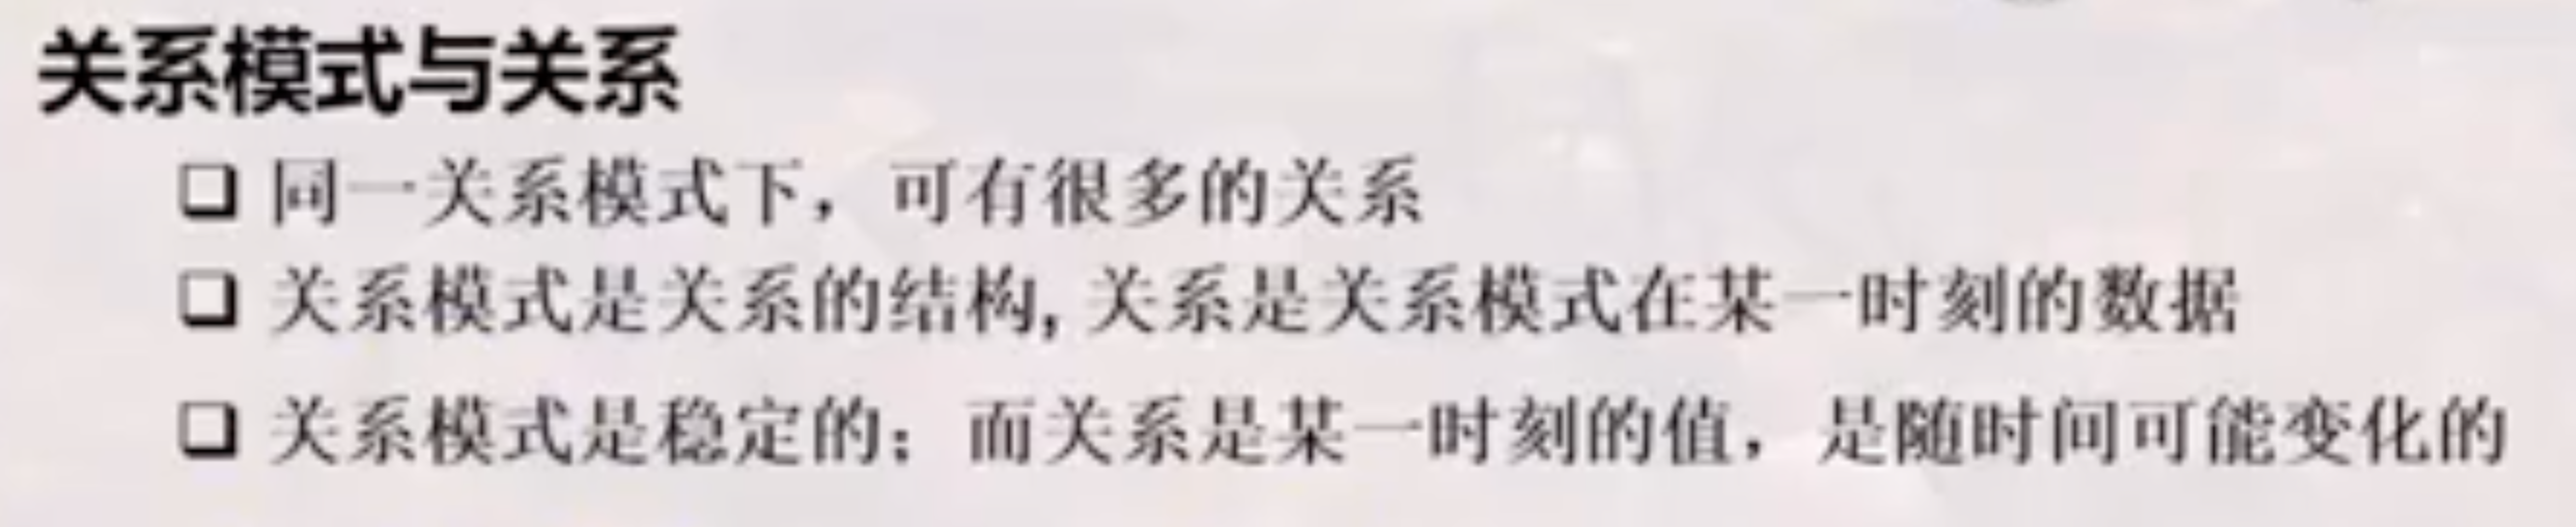 关系模式与关系
❑ 同一关系模式下，可有很多的关系
❑ 关系模式是关系的结构, 关系是关系模式在某一时刻的数据
❑ 关系模式是稳定的；而关系是某一时刻的值，是随时间可能变化的